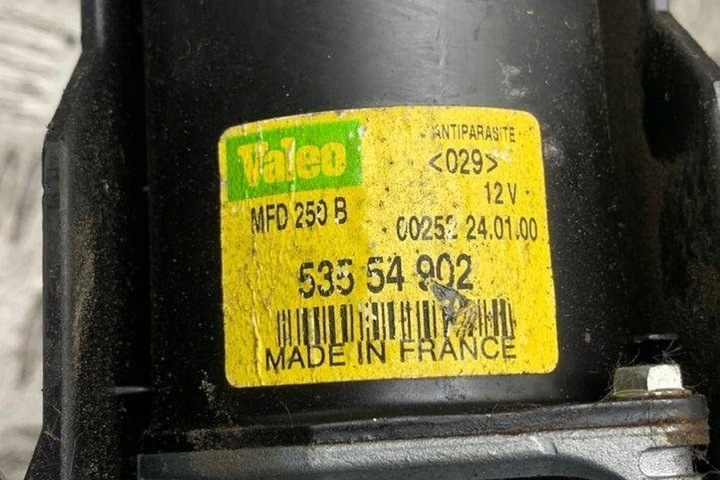 Valeo
ANTIPARASITE
<029>
12 V
MFD 250 B
00252 24.01.00
535 54 902
MADE IN FRANCE